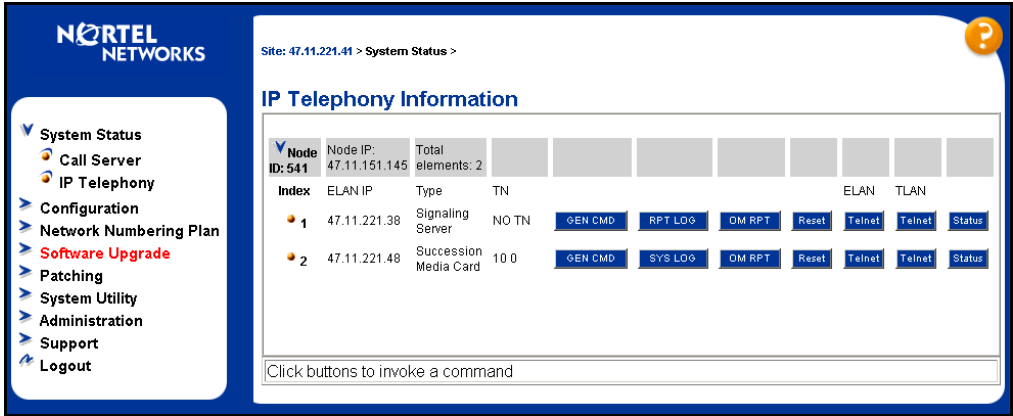 NORTEL
NETWORKS
Site: 47.11.221.41 > System Status >
?
IP Telephony Information
System Status
Call Server
IP Telephony
Configuration
Network Numbering Plan
Software Upgrade
Patching
System Utility
Administration
Support
Logout
Node ID: 541 Node IP: 47.11.151.145 Total elements: 2
Index ELAN IP Type TN ELAN TLAN
1 47.11.221.38 Signaling Server NO TN GEN CMD RPT LOG OM RPT Reset Telnet Telnet Status
2 47.11.221.48 Succession Media Card 10 0 GEN CMD SYS LOG OM RPT Reset Telnet Telnet Status
Click buttons to invoke a command